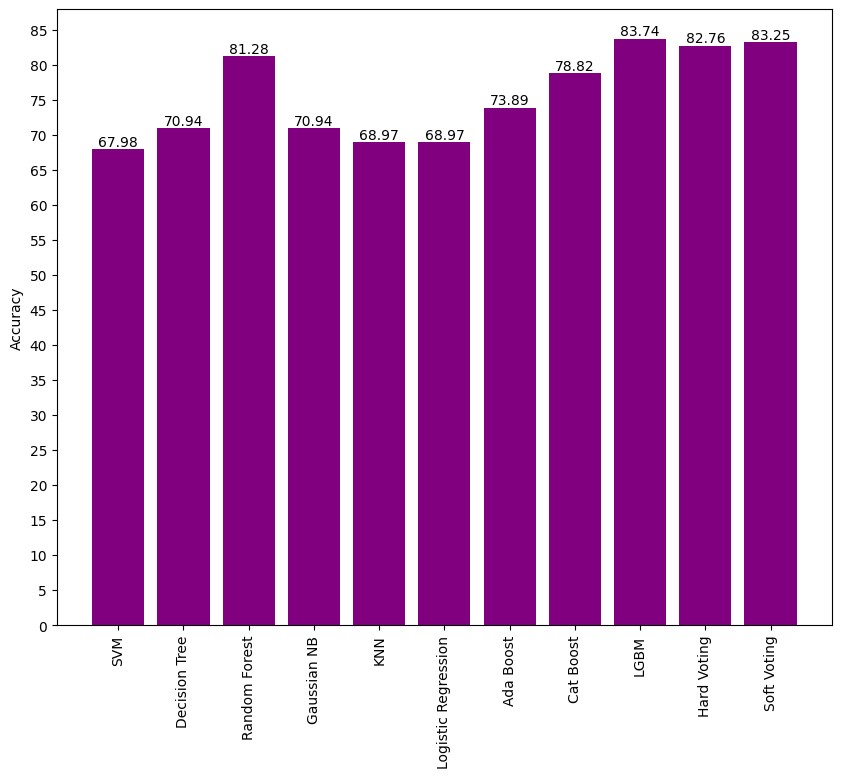 85
80
75
70
65
60
55
50
45
40
35
30
25
20
15
10
5
0
Accuracy
67.98
70.94
81.28
70.94
68.97
68.97
73.89
78.82
83.74
82.76
83.25
SVM
Decision Tree
Random Forest
Gaussian NB
KNN
Logistic Regression
Ada Boost
Cat Boost
LGBM
Hard Voting
Soft Voting